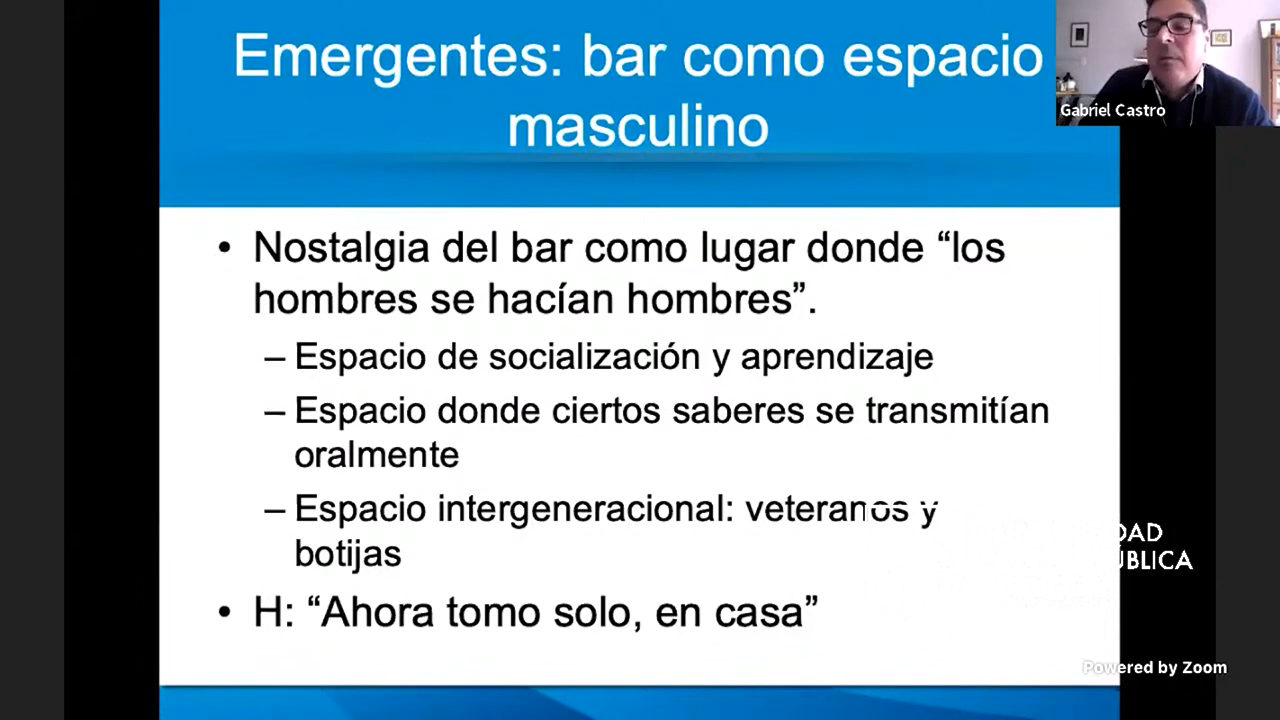 Emergentes: bar como espacio
masculino
Gabriel Castro
• Nostalgia del bar como lugar donde “los
hombres se hacían hombres”.
– Espacio de socialización y aprendizaje
– Espacio donde ciertos saberes se transmitían
oralmente
– Espacio intergeneracional: veteranos y
botijas
• H: “Ahora tomo solo, en casa”
Powered by Zoom